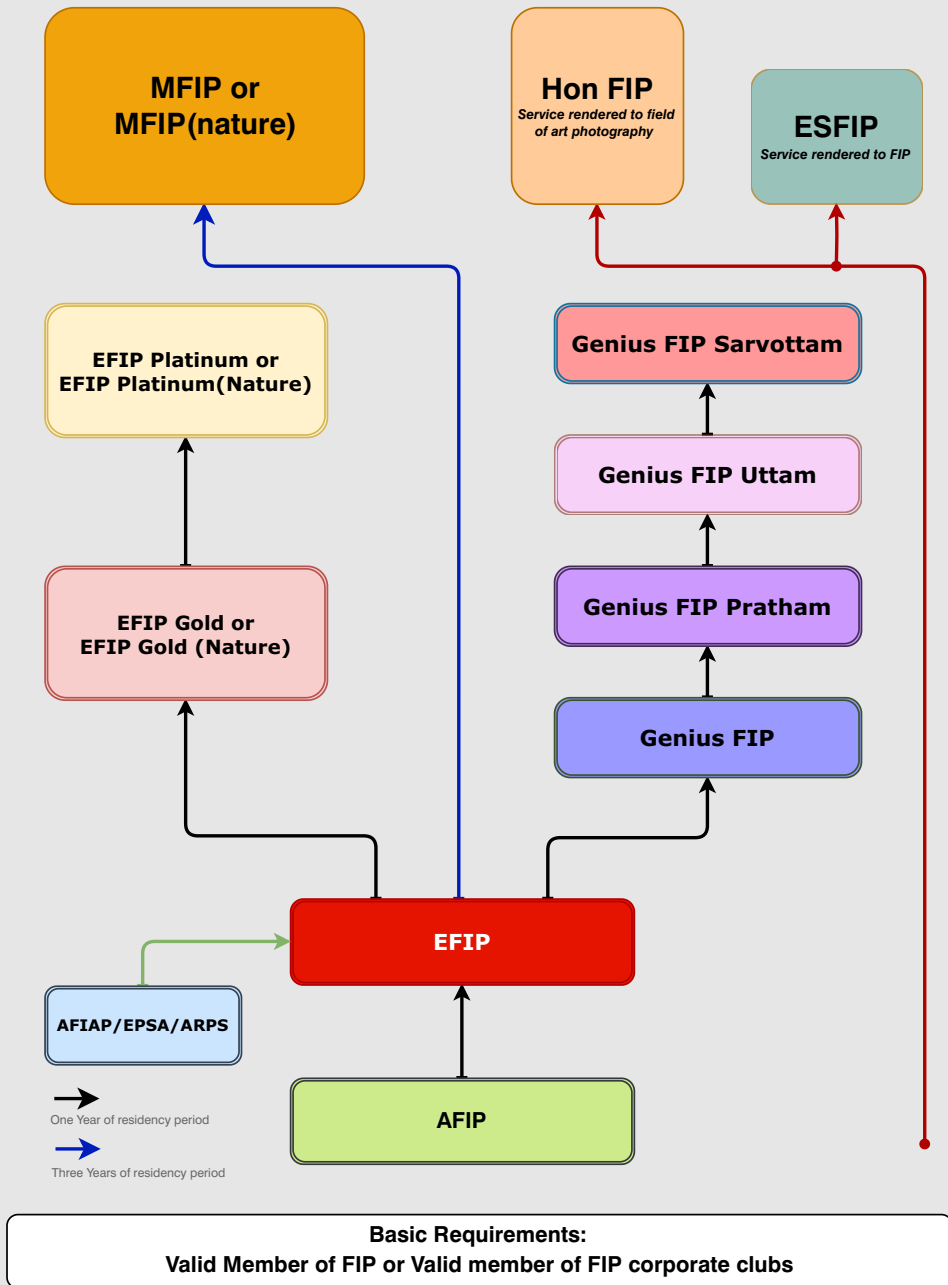 MFIP or
MFIP(nature)
Hon FIP
Service rendered to field
of art photography
ESFIP
Service rendered to FIP
EFIP Platinum or
EFIP Platinum(Nature)
Genius FIP Sarvottam
Genius FIP Uttam
EFIP Gold or
EFIP Gold (Nature)
Genius FIP Pratham
Genius FIP
EFIP
AFIAP/EPSA/ARPS
One Year of residency period
AFIP
Three Years of residency period
Basic Requirements:
Valid Member of FIP or Valid member of FIP corporate clubs